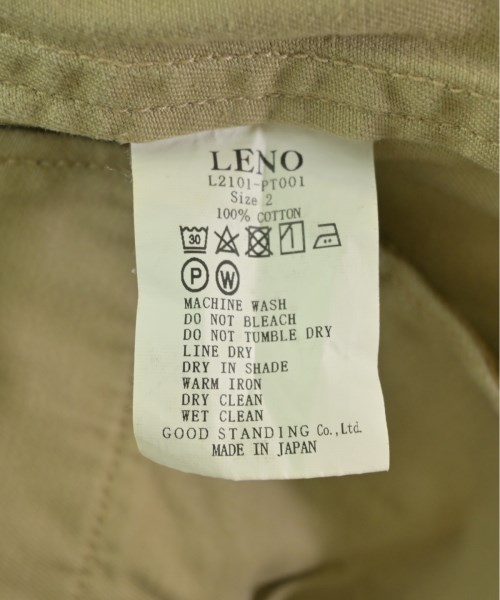 LENO
L2101-PT001
Size 2
100% COTTON
30
P W
MACHINE WASH
DO NOT BLEACH
DO NOT TUMBLE DRY
LINE DRY
DRY IN SHADE
WARM IRON
DRY CLEAN
WET CLEAN
GOOD STANDING Co.,Ltd.
MADE IN JAPAN